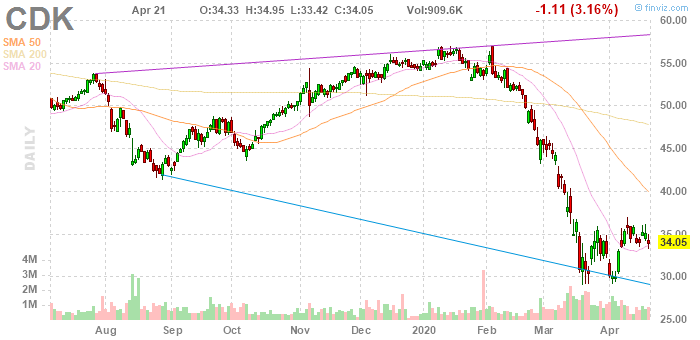 CDK Apr 21 O:34.33 H:34.95 L:33.42 C:34.05 Vol:909.6K -1.11 (3.16%)
© finviz.com
SMA 50
SMA 200
SMA 20
DAILY
60.00
55.00
50.00
45.00
40.00
35.00
34.05
30.00
25.00
4M
3M
2M
1M
Aug Sep Oct Nov Dec 2020 Feb Mar Apr